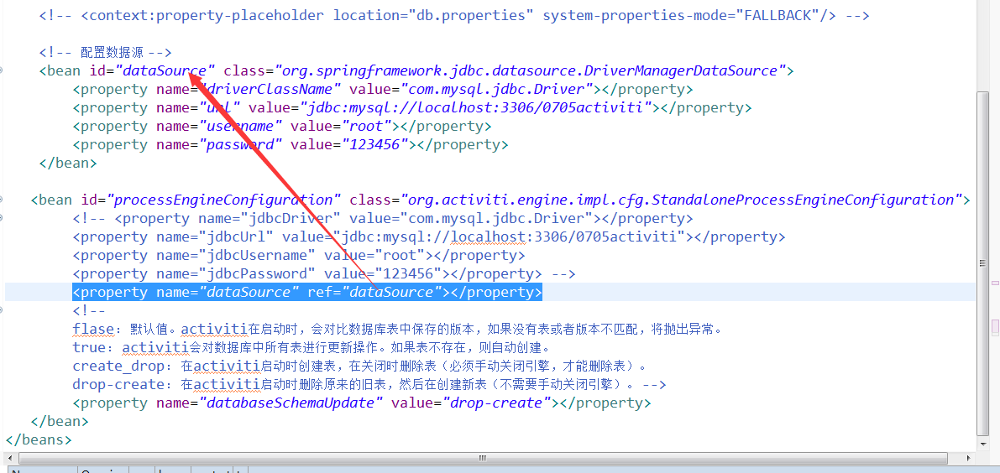 <!-- <context:property-placeholder location="db.properties" system-properties-mode="FALLBACK"/> -->
<!-- 配置数据源 -->
<bean id="dataSource" class="org.springframework.jdbc.datasource.DriverManagerDataSource">
<property name="driverClassName" value="com.mysql.jdbc.Driver"></property>
<property name="url" value="jdbc:mysql://localhost:3306/0705activiti"></property>
<property name="username" value="root"></property>
<property name="password" value="123456"></property>
</bean>
<bean id="processEngineConfiguration" class="org.activiti.engine.impl.cfg.StandaloneProcessEngineConfiguration">
<!-- <property name="jdbcDriver" value="com.mysql.jdbc.Driver"></property>
<property name="jdbcUrl" value="jdbc:mysql://localhost:3306/0705activiti"></property>
<property name="jdbcUsername" value="root"></property>
<property name="jdbcPassword" value="123456"></property> -->
<property name="dataSource" ref="dataSource"></property>
<!--
flase: 默认值。activiti在启动时，会对比数据库表中保存的版本，如果没有表或者版本不匹配，将抛出异常。
true: activiti会对数据库中所有表进行更新操作。如果表不存在，则自动创建。
create_drop: 在activiti启动时创建表，在关闭时删除表（必须手动关闭引擎，才能删除表）。
drop-create: 在activiti启动时删除原来的旧表，然后在创建新表（不需要手动关闭引擎）。-->
<property name="databaseSchemaUpdate" value="drop-create"></property>
</bean>
</beans>